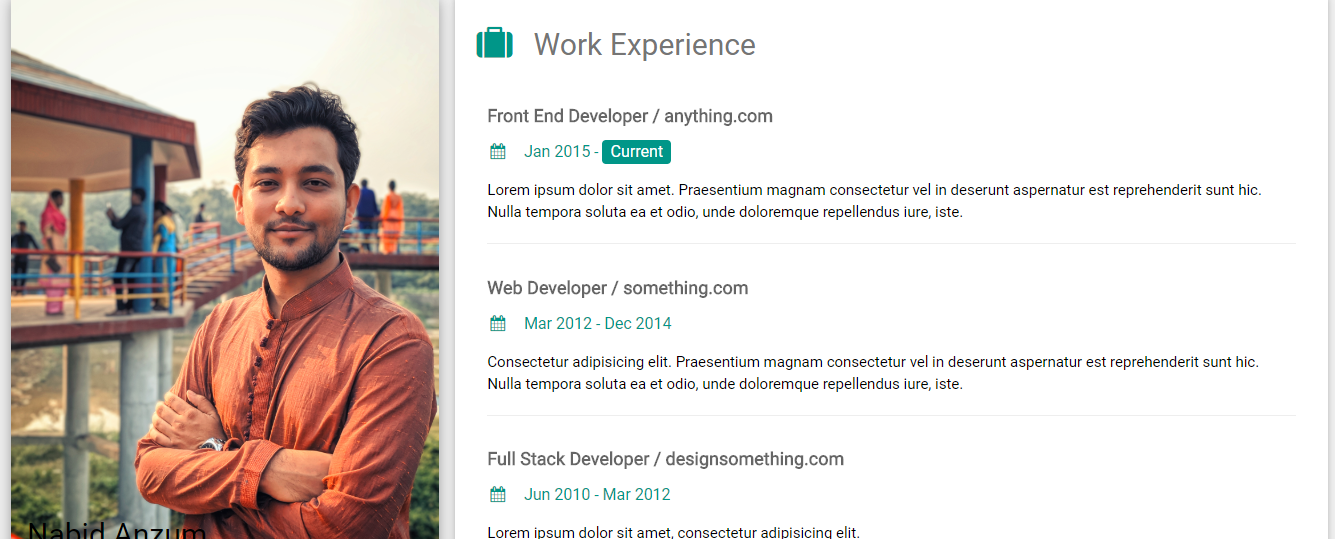 Work Experience
Front End Developer / anything.com
Jan 2015 - Current
Lorem ipsum dolor sit amet. Praesentium magnam consectetur vel in deserunt aspernatur est reprehenderit sunt hic.
Nulla tempora soluta ea et odio, unde doloremque repellendus iure, iste.
Web Developer / something.com
Mar 2012 - Dec 2014
Consectetur adipisicing elit. Praesentium magnam consectetur vel in deserunt aspernatur est reprehenderit sunt hic.
Nulla tempora soluta ea et odio, unde doloremque repellendus iure, iste.
Full Stack Developer / designsomething.com
Jun 2010 - Mar 2012
Lorem ipsum dolor sit amet, consectetur adipisicing elit.
Nabid Anzum